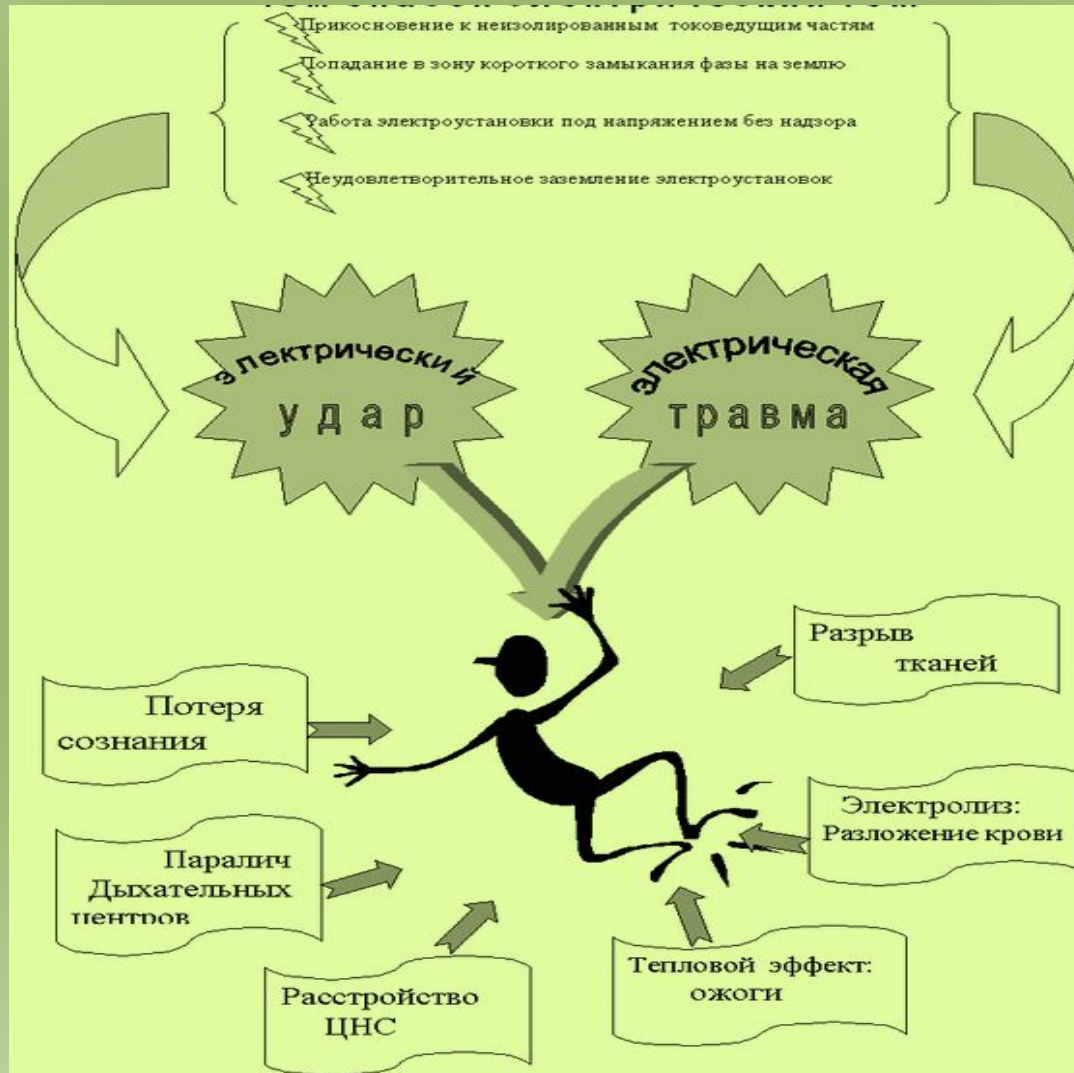 Прикосновение к неизолированным токоведущим частям
Попадание в зону короткого замыкания фазы на землю
Работа электроустановки под напряжением без надзора
Неудовлетворительное заземление электроустановок
электрический
удар
электрическая
травма
Разрыв
тканей
Потеря
сознания
Электролиз:
Разложение крови
Паралич
Дыхательных
центров
Тепловой эффект:
ожоги
Расстройство
ЦНС